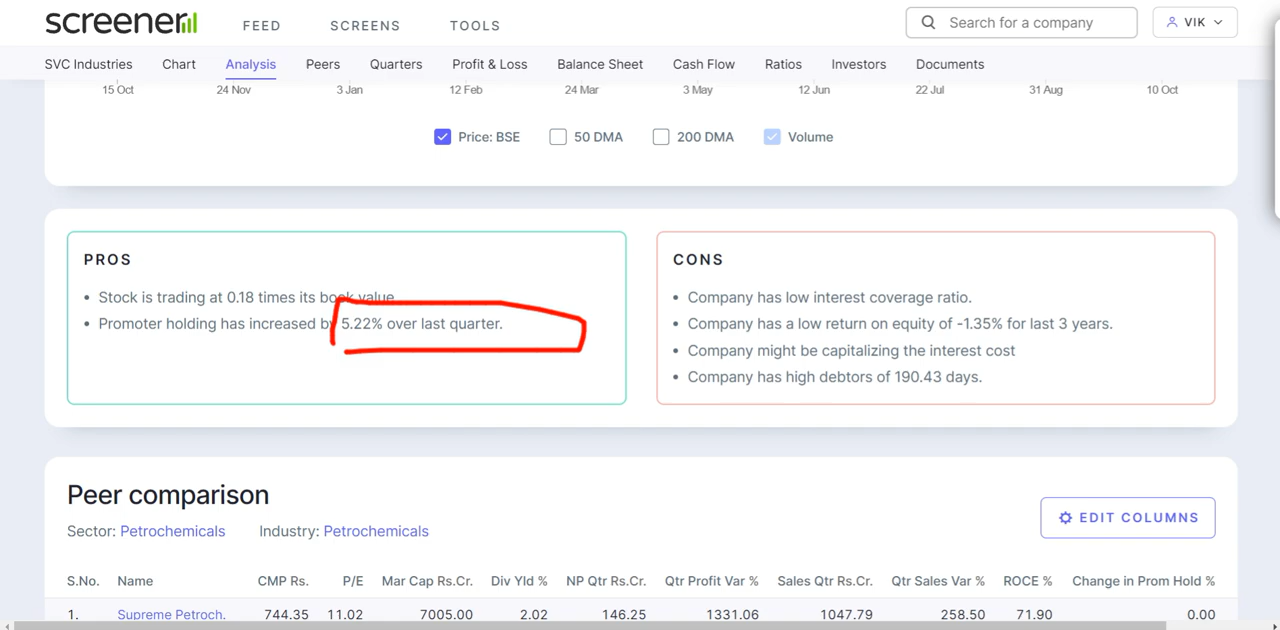 screener
FEED SCREENS TOOLS
Search for a company
VIK
SVC Industries Chart Analysis Peers Quarters Profit & Loss Balance Sheet Cash Flow Ratios Investors Documents
15 Oct 24 Nov 3 Jan 12 Feb 24 Mar 3 May 12 Jun 22 Jul 31 Aug 10 Oct
Price: BSE 50 DMA 200 DMA Volume
PROS
• Stock is trading at 0.18 times its book value
• Promoter holding has increased by 5.22% over last quarter.
CONS
• Company has low interest coverage ratio.
• Company has a low return on equity of -1.35% for last 3 years.
• Company might be capitalizing the interest cost
• Company has high debtors of 190.43 days.
Peer comparison
Sector: Petrochemicals Industry: Petrochemicals
EDIT COLUMNS
S.No. Name CMP Rs. P/E Mar Cap Rs.Cr. Div Yld % NP Qtr Rs.Cr. Qtr Profit Var % Sales Qtr Rs.Cr. Qtr Sales Var % ROCE % Change in Prom Hold %
1. Supreme Petroch. 744.35 11.02 7005.00 2.02 146.25 1331.06 1047.79 258.50 71.90 0.00